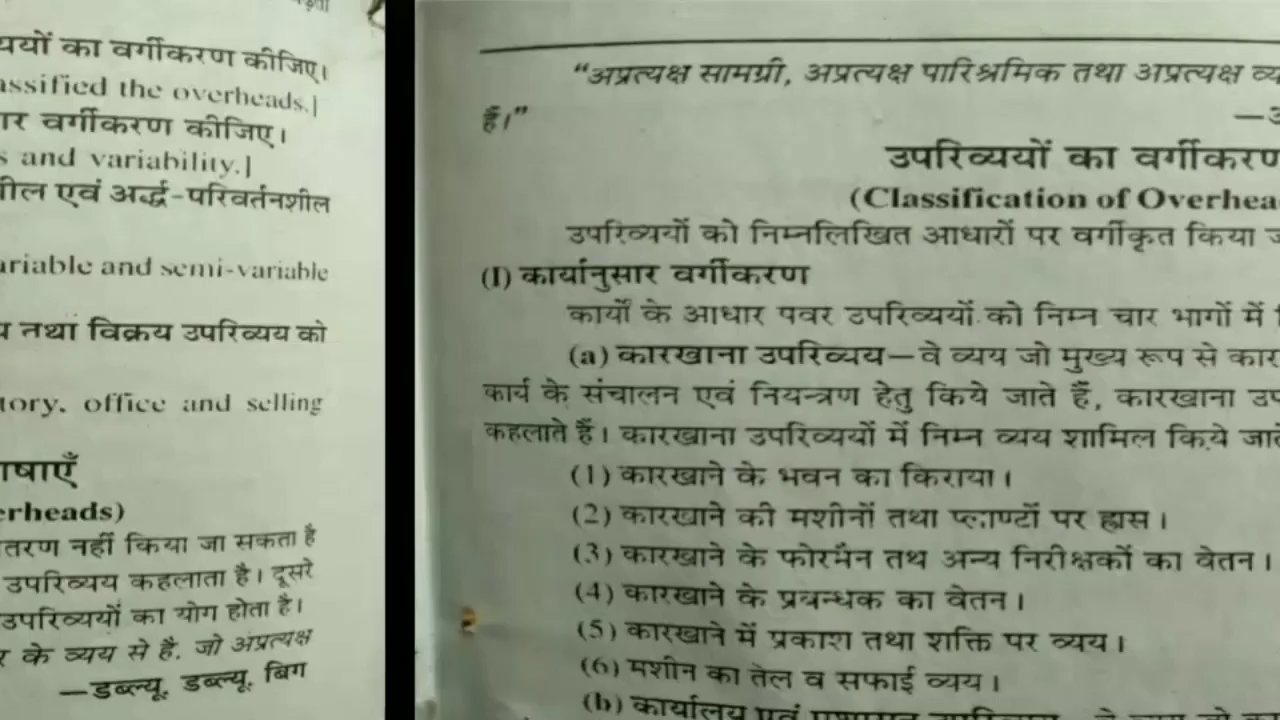 ययों का वर्गीकरण कीजिए।
assified the overheads.]
ार वर्गीकरण कीजिए।
s and variability.]
ील एवं अर्द्ध-परिवर्तनशील
ariable and semi-variable
य तथा विक्रय उपरिव्यय को
tory, office and selling
ाषाएँ
erheads)
तरण नहीं किया जा सकता है
उपरिव्यय कहलाता है। दूसरे
उपरिव्ययों का योग होता है।
र के व्यय से है, जो अप्रत्यक्ष
—डब्ल्यू. डब्ल्यू. बिग
“अप्रत्यक्ष सामग्री, अप्रत्यक्ष पारिश्रमिक तथा अप्रत्यक्ष व्य
हैं।”
उपरिव्ययों का वर्गीकरण
(Classification of Overhea
उपरिव्ययों को निम्नलिखित आधारों पर वर्गीकृत किया ज
(I) कार्यानुसार वर्गीकरण
कार्यों के आधार पवर उपरिव्ययों को निम्न चार भागों में
(a) कारखाना उपरिव्यय—वे व्यय जो मुख्य रूप से कार
कार्य के संचालन एवं नियन्त्रण हेतु किये जाते हैं, कारखाना उप
कहलाते हैं। कारखाना उपरिव्ययों में निम्न व्यय शामिल किये जाते
(1) कारखाने के भवन का किराया।
(2) कारखाने की मशीनों तथा प्लाण्टों पर ह्रास।
(3) कारखाने के फोरमैन तथ अन्य निरीक्षकों का वेतन।
(4) कारखाने के प्रबन्धक का वेतन।
(5) कारखाने में प्रकाश तथा शक्ति पर व्यय।
(6) मशीन का तेल व सफाई व्यय।
(b) कार्यालय एवं